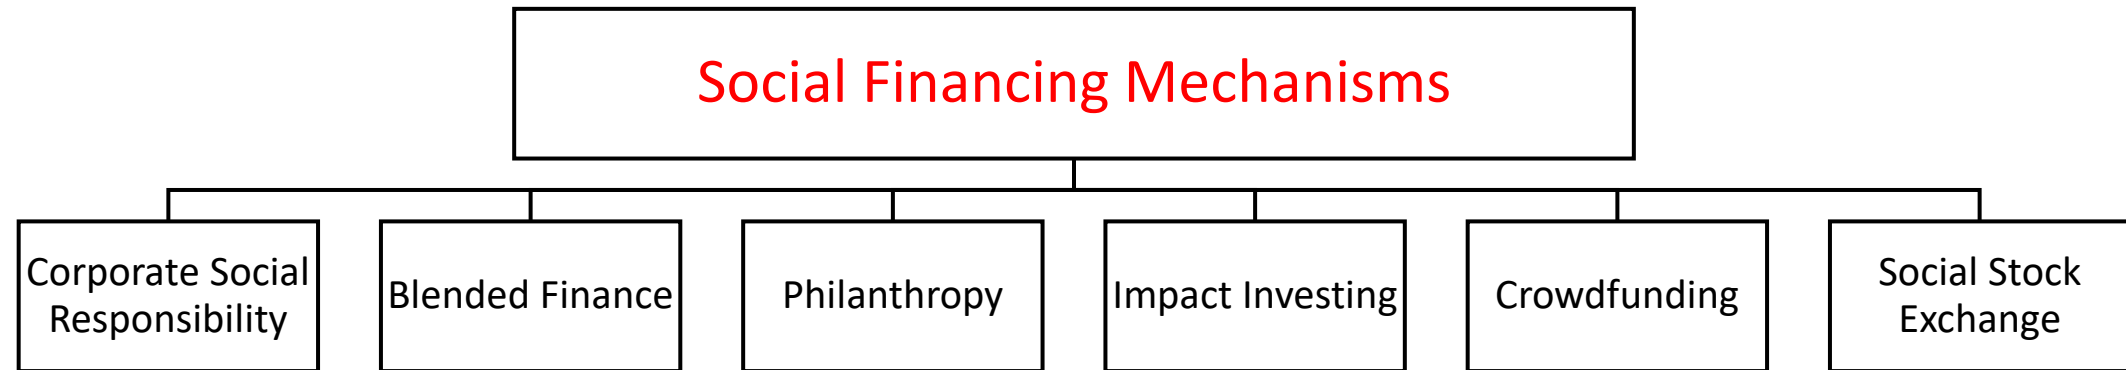 Social Financing Mechanisms
Corporate Social
Responsibility
Blended Finance
Philanthropy
Impact Investing
Crowdfunding
Social Stock
Exchange